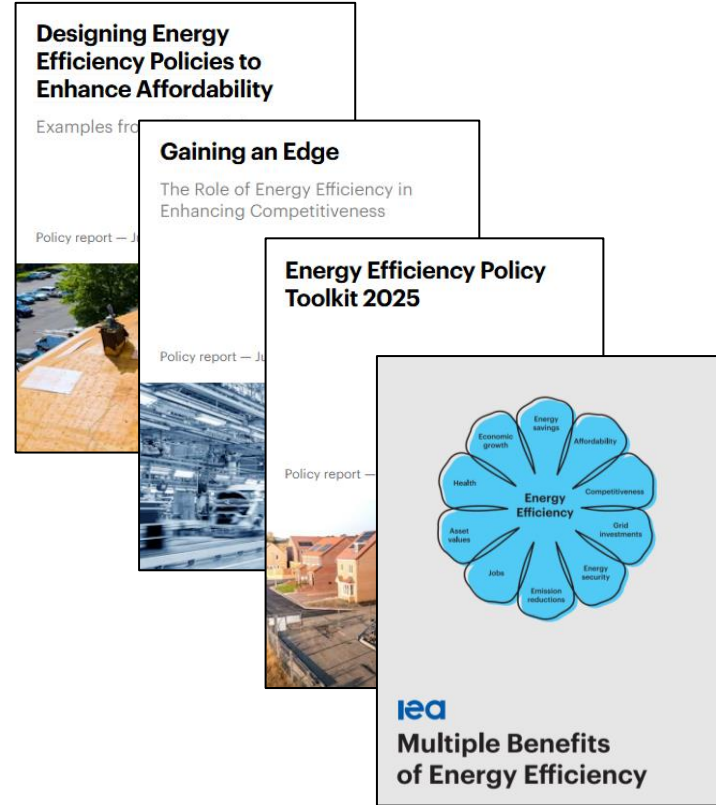 Designing Energy
Efficiency Policies to
Enhance Affordability
Examples
Policy report —
Gaining an Edge
The Role of Energy Efficiency in
Enhancing Competitiveness
Policy report —
Energy Efficiency Policy
Toolkit 2025
Policy report —
Energy
savings
Affordability
Competitiveness
Grid
investments
Energy
security
Emission
reductions
Jobs
Asset
values
Health
Economic
growth
Energy
Efficiency
iea
Multiple Benefits
of Energy Efficiency